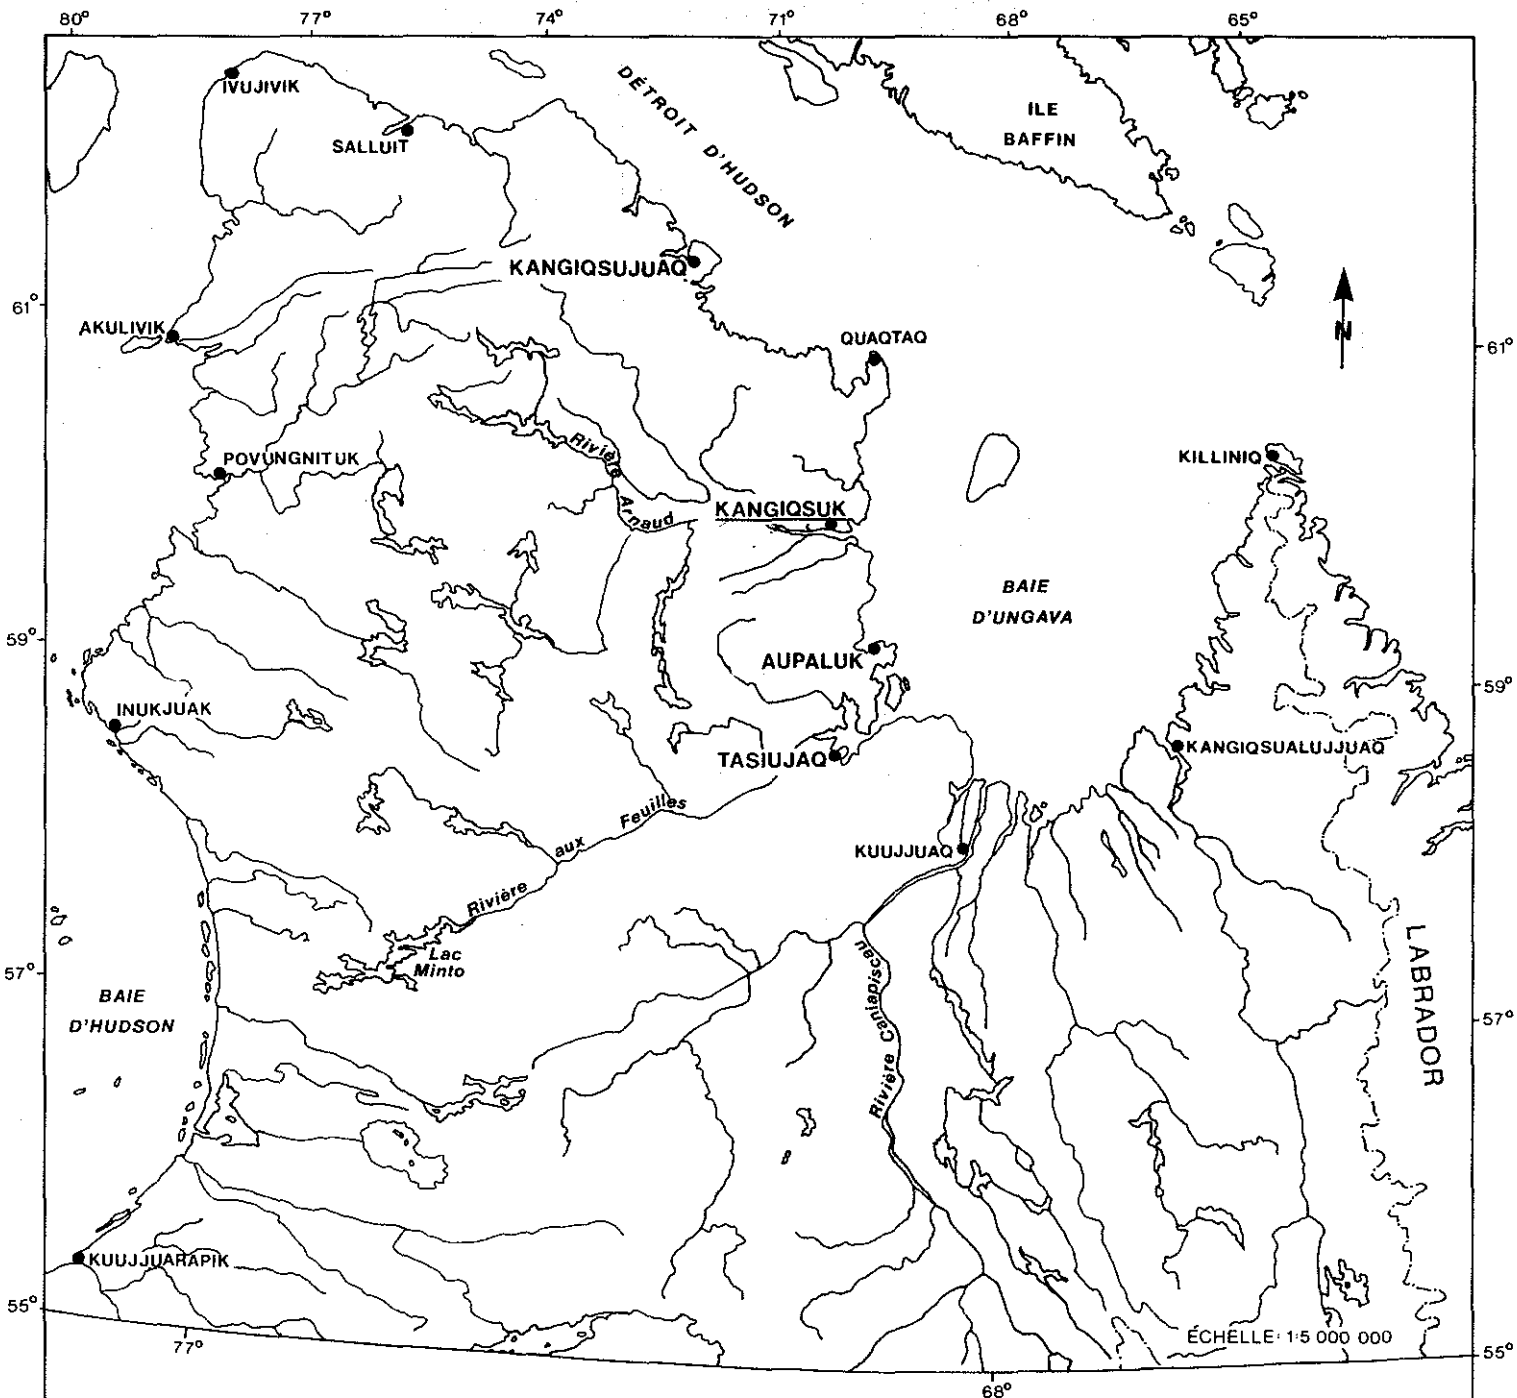 80° 77° 74° 71° 68° 65°
IVUJIVIK
SALLUIT
DÉTROIT D'HUDSON
ILE
BAFFIN
KANGIQSUJUAQ
61°
AKULIVIK
QUAQTAQ
N
61°
POVUNGNITUK
Rivière Arnaud
KANGIQSUK
KILLINIQ
BAIE
D'UNGAVA
59°
AUPALUK
59°
INUKJUAK
TASIUJAQ
KANGIQSUALUJJUAQ
Rivière aux Feuilles
KUUJJUAQ
Lac
Minto
57°
BAIE
D'HUDSON
Rivière Caniapiscau
LABRADOR
57°
KUUJJUARAPIK
55°
ÉCHELLE: 1:5 000 000
55°
77°
68°